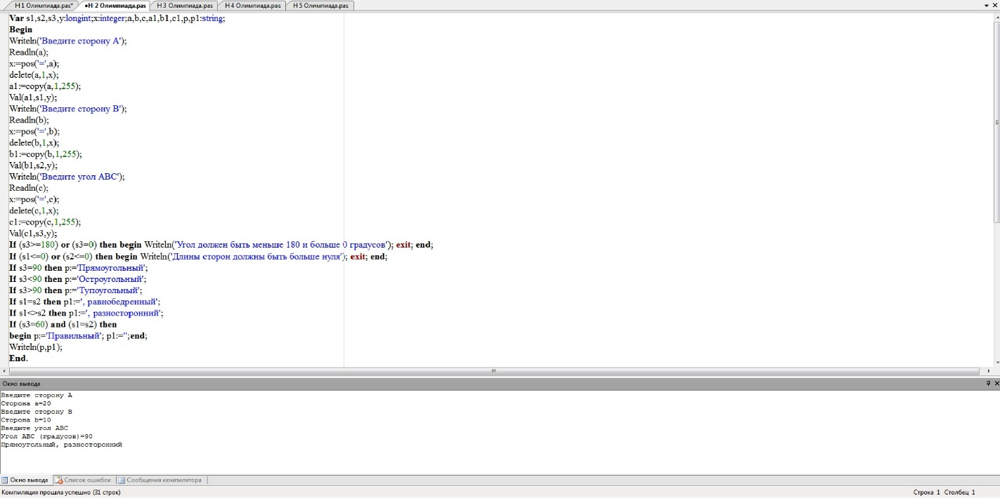 Н 1 Олимпиада.pas* •Н 2 Олимпиада.pas Н 3 Олимпиада.pas Н 4 Олимпиада.pas Н 5 Олимпиада.pas
Var s1,s2,s3,y:longint;x:integer;a,b,c,a1,b1,c1,p,p1:string;
Begin
Writeln('Введите сторону А');
Readln(a);
x:=pos('=',a);
delete(a,1,x);
a1:=copy(a,1,255);
Val(a1,s1,y);
Writeln('Введите сторону В');
Readln(b);
x:=pos('=',b);
delete(b,1,x);
b1:=copy(b,1,255);
Val(b1,s2,y);
Writeln('Введите угол АВС');
Readln(c);
x:=pos('=',c);
delete(c,1,x);
c1:=copy(c,1,255);
Val(c1,s3,y);
If (s3>=180) or (s3=0) then begin Writeln('Угол должен быть меньше 180 и больше 0 градусов'); exit; end;
If (s1<=0) or (s2<=0) then begin Writeln('Длины сторон должны быть больше нуля'); exit; end;
If s3=90 then p:='Прямоугольный';
If s3<90 then p:='Остроугольный';
If s3>90 then p:='Тупоугольный';
If s1=s2 then p1:=', равнобедренный';
If s1<>s2 then p1:=', разносторонний';
If (s3=60) and (s1=s2) then
begin p:='Правильный'; p1:='';end;
Writeln(p,p1);
End.
Окно вывода
Введите сторону А
Сторона a=20
Введите сторону В
Сторона b=10
Введите угол АВС
Угол АВС (градусов)=90
Прямоугольный, разносторонний
Окно вывода Список ошибок Сообщения компилятора
Компиляция прошла успешно (31 строк) Строка 1 Столбец 1